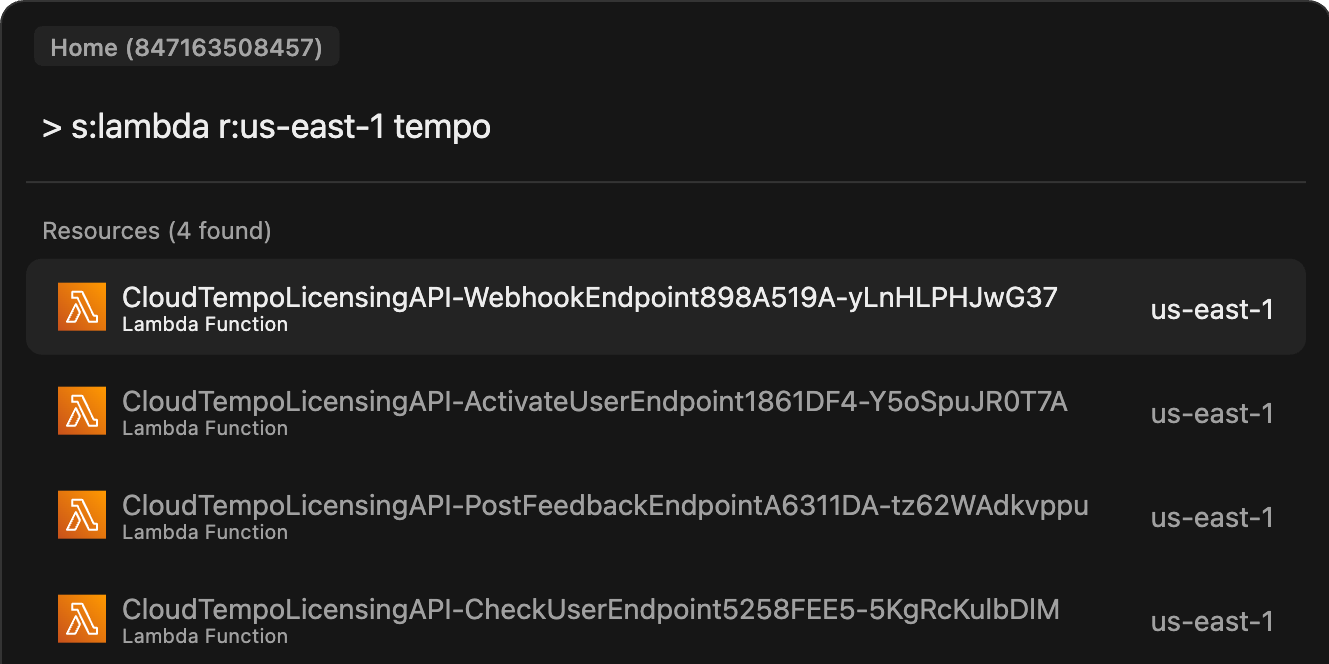 Home (847163508457)
> s:lambda r:us-east-1 tempo
Resources (4 found)
CloudTempoLicensingAPI-WebhookEndpoint898A519A-yLnHLPHJwG37
Lambda Function
us-east-1
CloudTempoLicensingAPI-ActivateUserEndpoint1861DF4-Y5oSpuJR0T7A
Lambda Function
us-east-1
CloudTempoLicensingAPI-PostFeedbackEndpointA6311DA-tz62WAdkvppu
Lambda Function
us-east-1
CloudTempoLicensingAPI-CheckUserEndpoint5258FEE5-5KgRcKulbDlM
Lambda Function
us-east-1